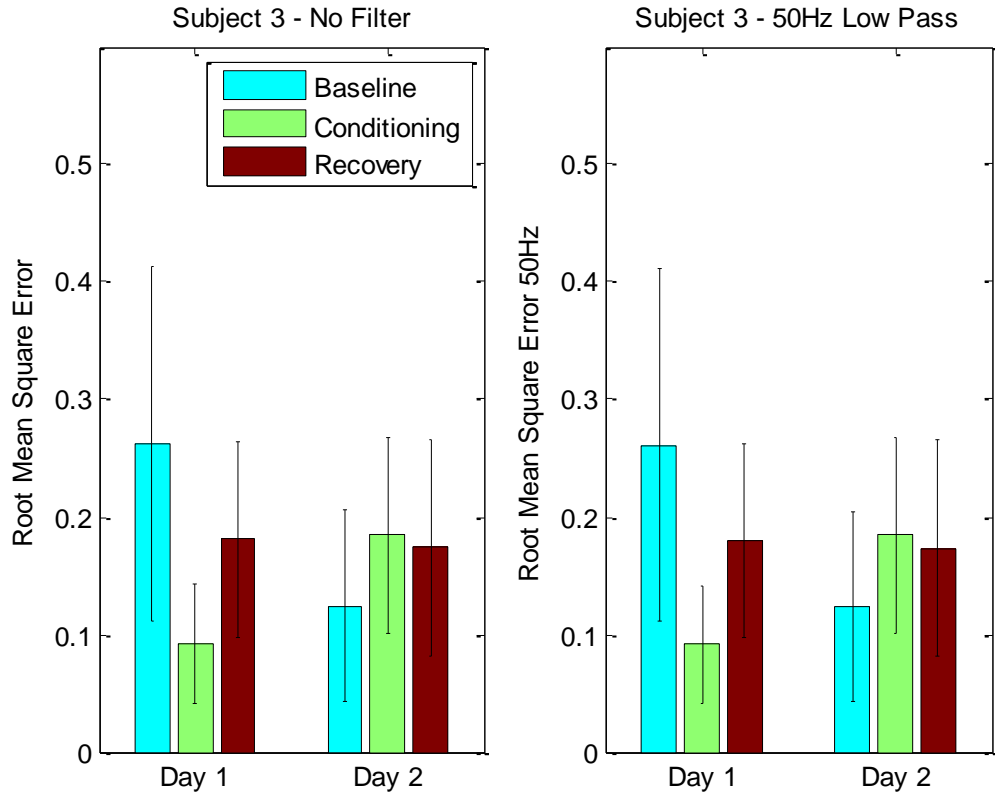 Subject 3 - No Filter
Baseline
Conditioning
Recovery
Root Mean Square Error
0.5
0.4
0.3
0.2
0.1
0
Day 1 Day 2
Subject 3 - 50Hz Low Pass
Root Mean Square Error 50Hz
0.5
0.4
0.3
0.2
0.1
0
Day 1 Day 2